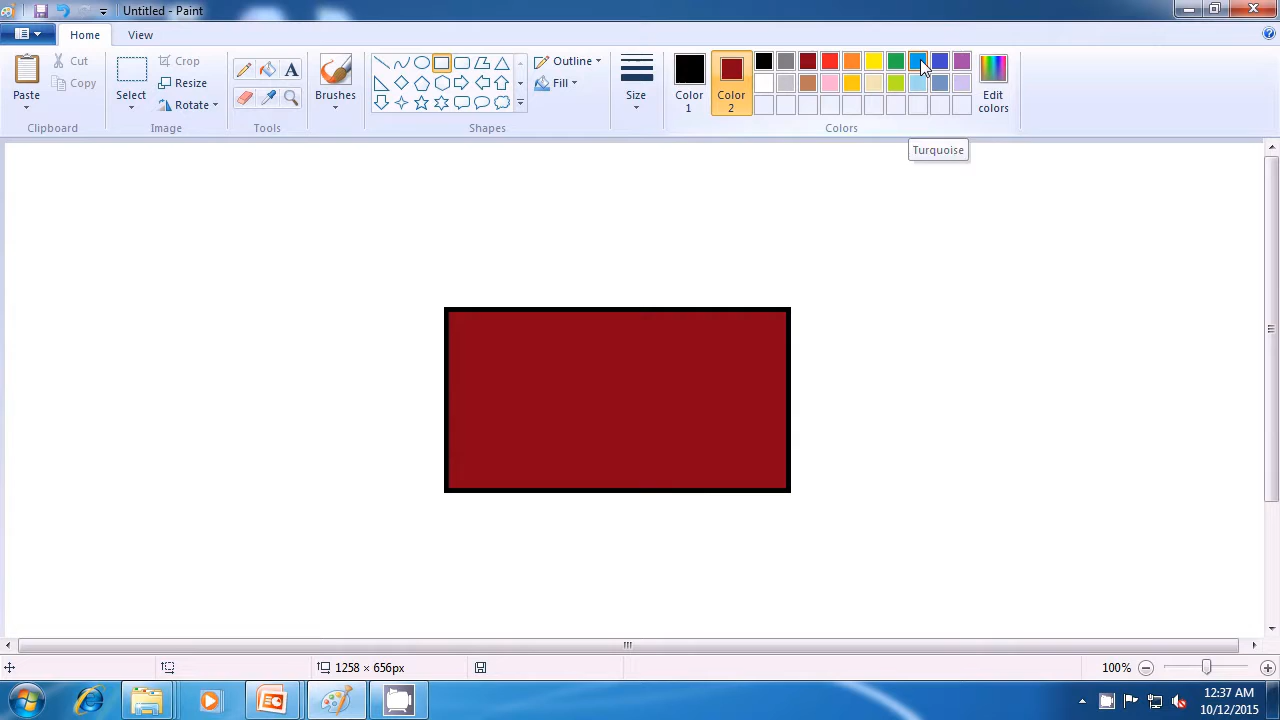 Untitled - Paint
Home
View
Paste
Cut
Copy
Clipboard
Select
Crop
Resize
Rotate
Image
A
Tools
Brushes
Outline
Fill
Shapes
Size
Color
1
Color
2
Edit
colors
Colors
Turquoise
1258 × 656px
100%
12:37 AM
10/12/2015